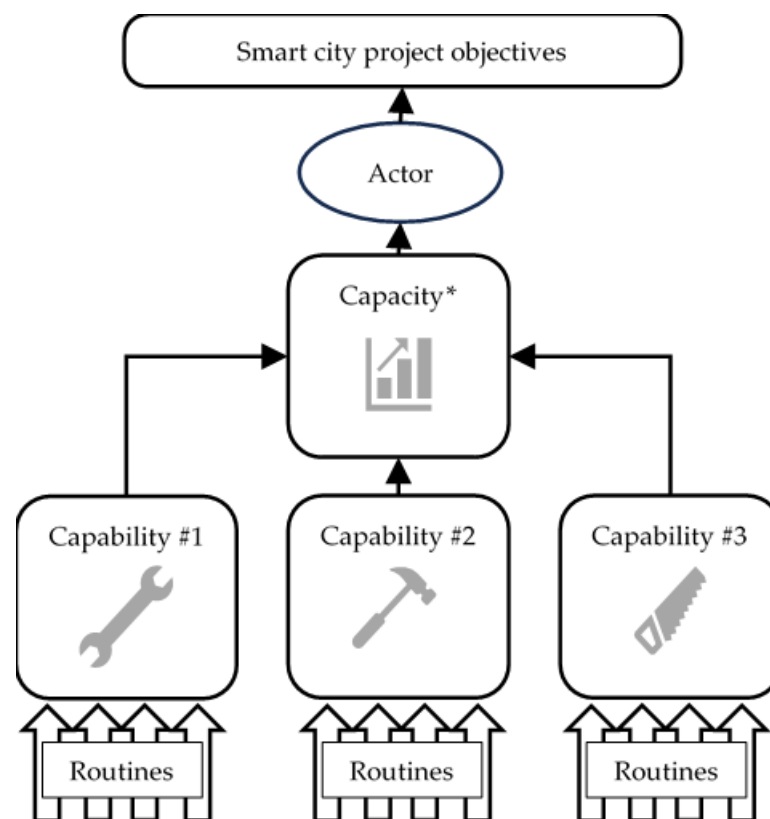 Smart city project objectives
Actor
Capacity*
Capability #1
Capability #2
Capability #3
Routines
Routines
Routines